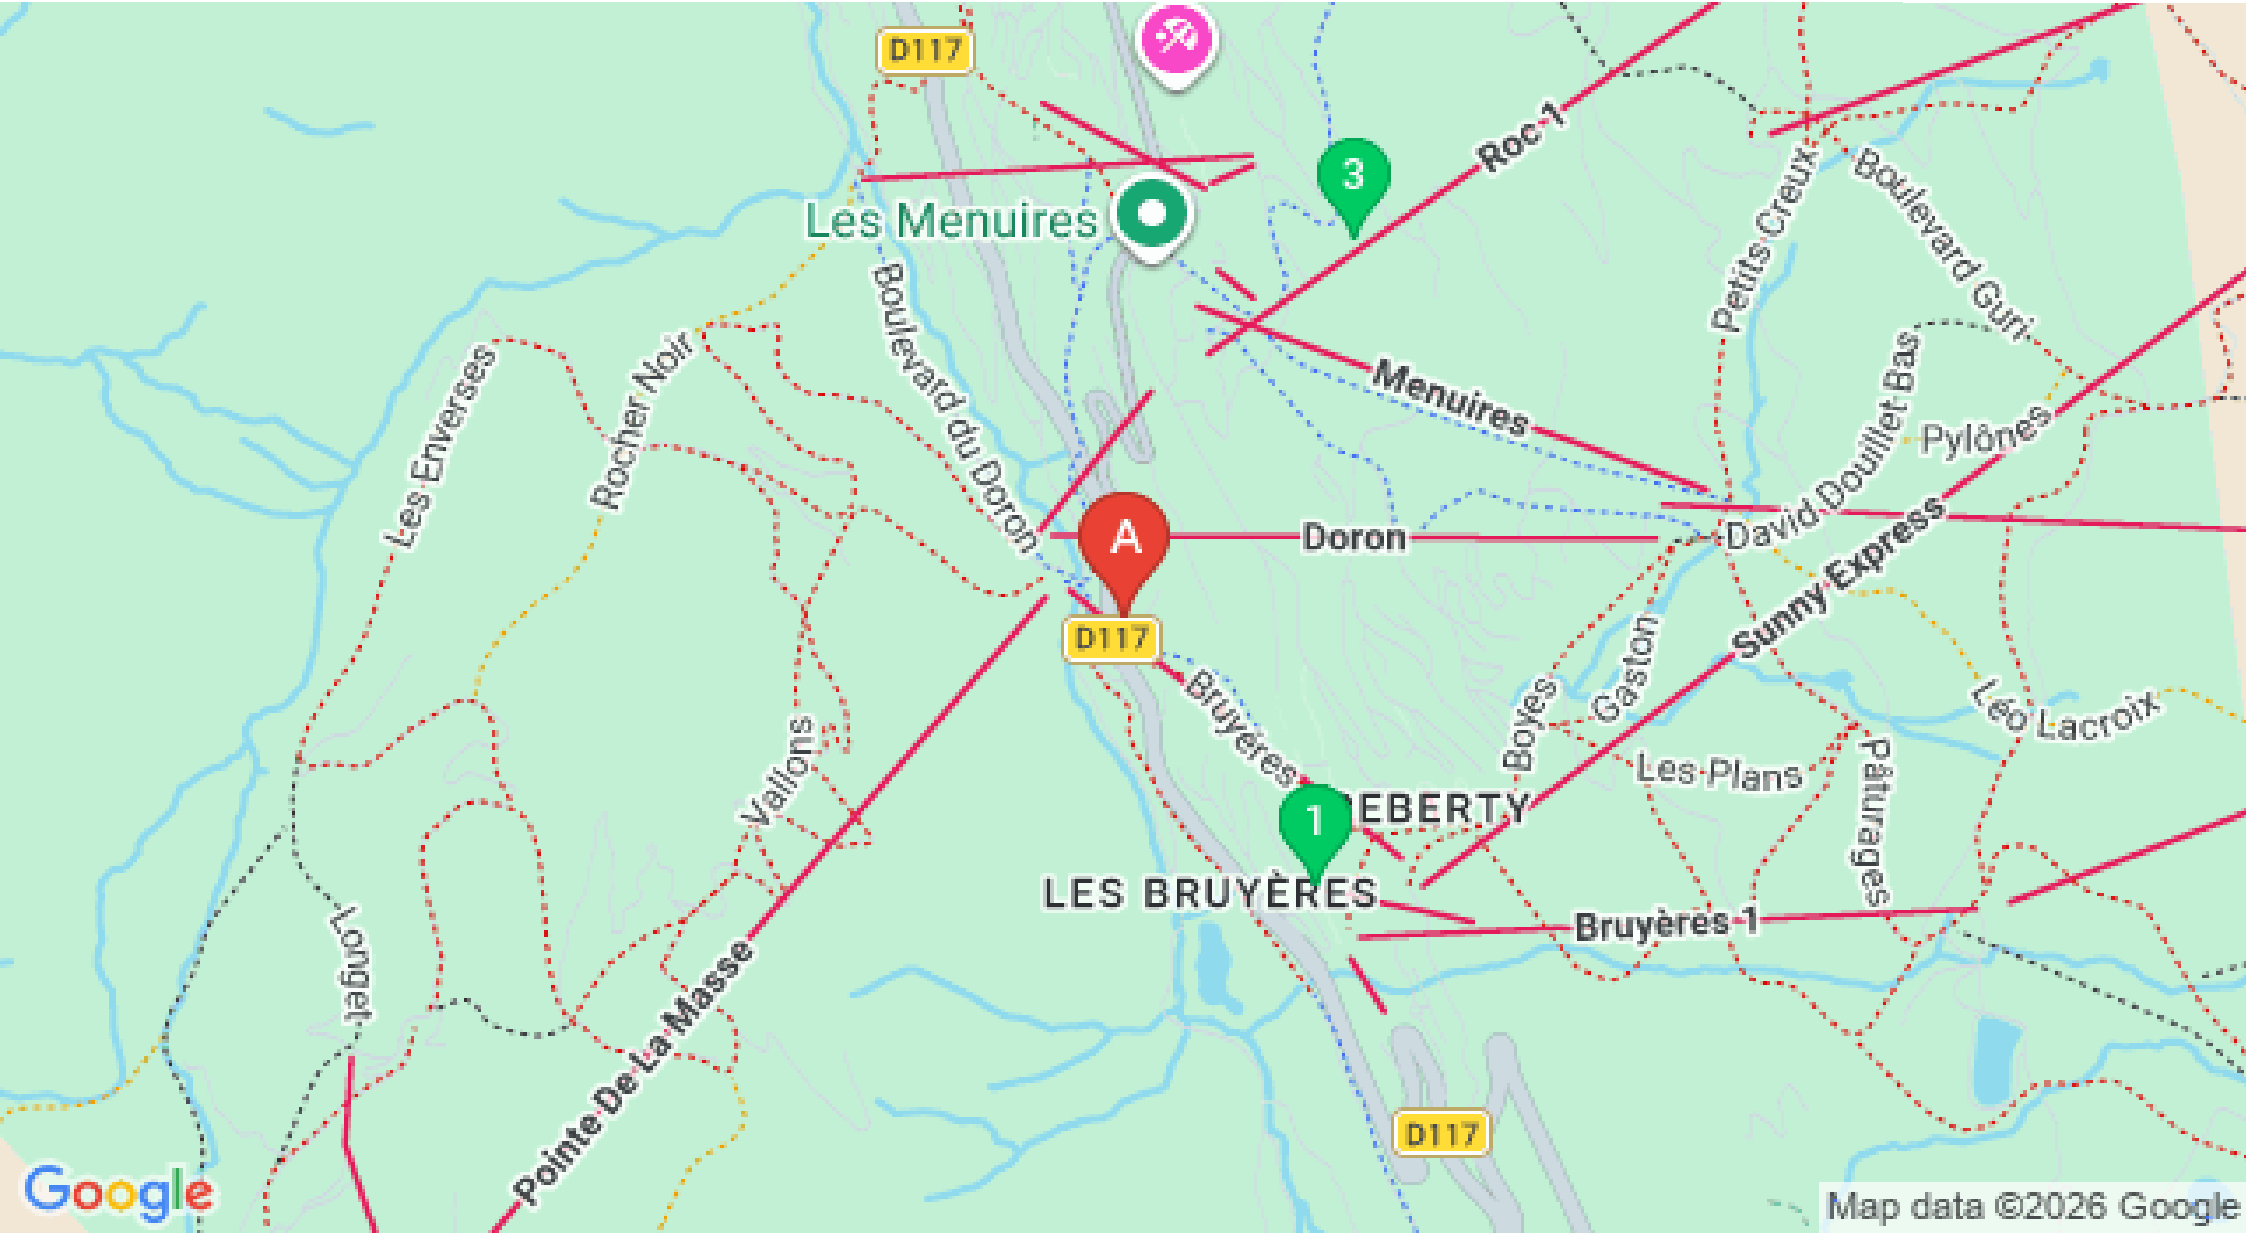 D117
Roc 1
3
Les Menuires
Petits Creux
Boulevard Guri
Boulevard du Doron
Les Enverses
Rocher Noir
Menuires
David Douillet Bas
Pylônes
A
Doron
Sunny Express
D117
Bruyères
Gaston
Boyes
Léo Lacroix
Vallons
Les Plans
Pâturages
1
EBERTY
LES BRUYÈRES
Bruyères 1
Longet
Pointe De La Masse
D117
Google
Map data ©2026 Google